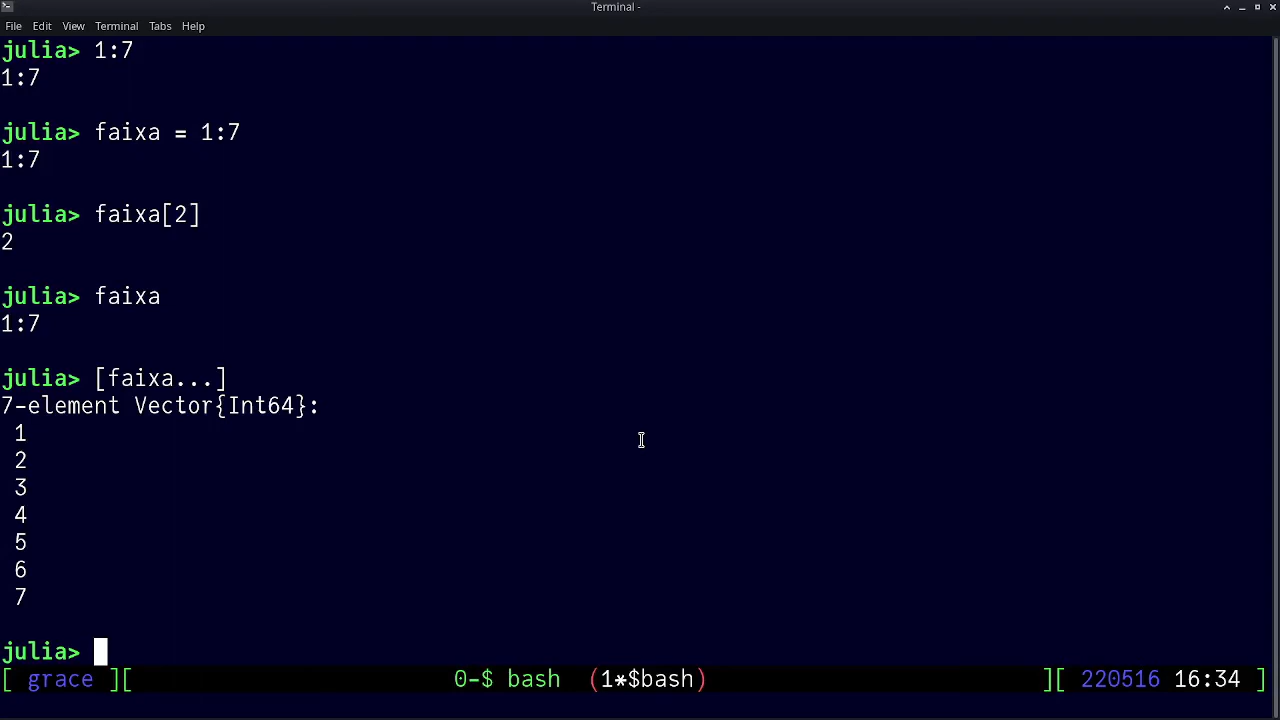 Terminal -
File Edit View Terminal Tabs Help
julia> 1:7
1:7
julia> faixa = 1:7
1:7
julia> faixa[2]
2
julia> faixa
1:7
julia> [faixa...]
7-element Vector{Int64}:
1
2
3
4
5
6
7
julia>
[ grace ][ 0-$ bash (1*$bash) ][ 220516 16:34 ]